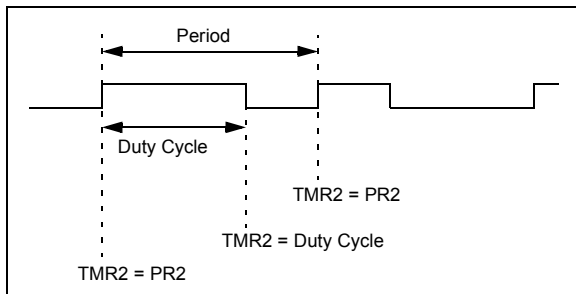 Period
Duty Cycle
TMR2 = PR2
TMR2 = Duty Cycle
TMR2 = PR2